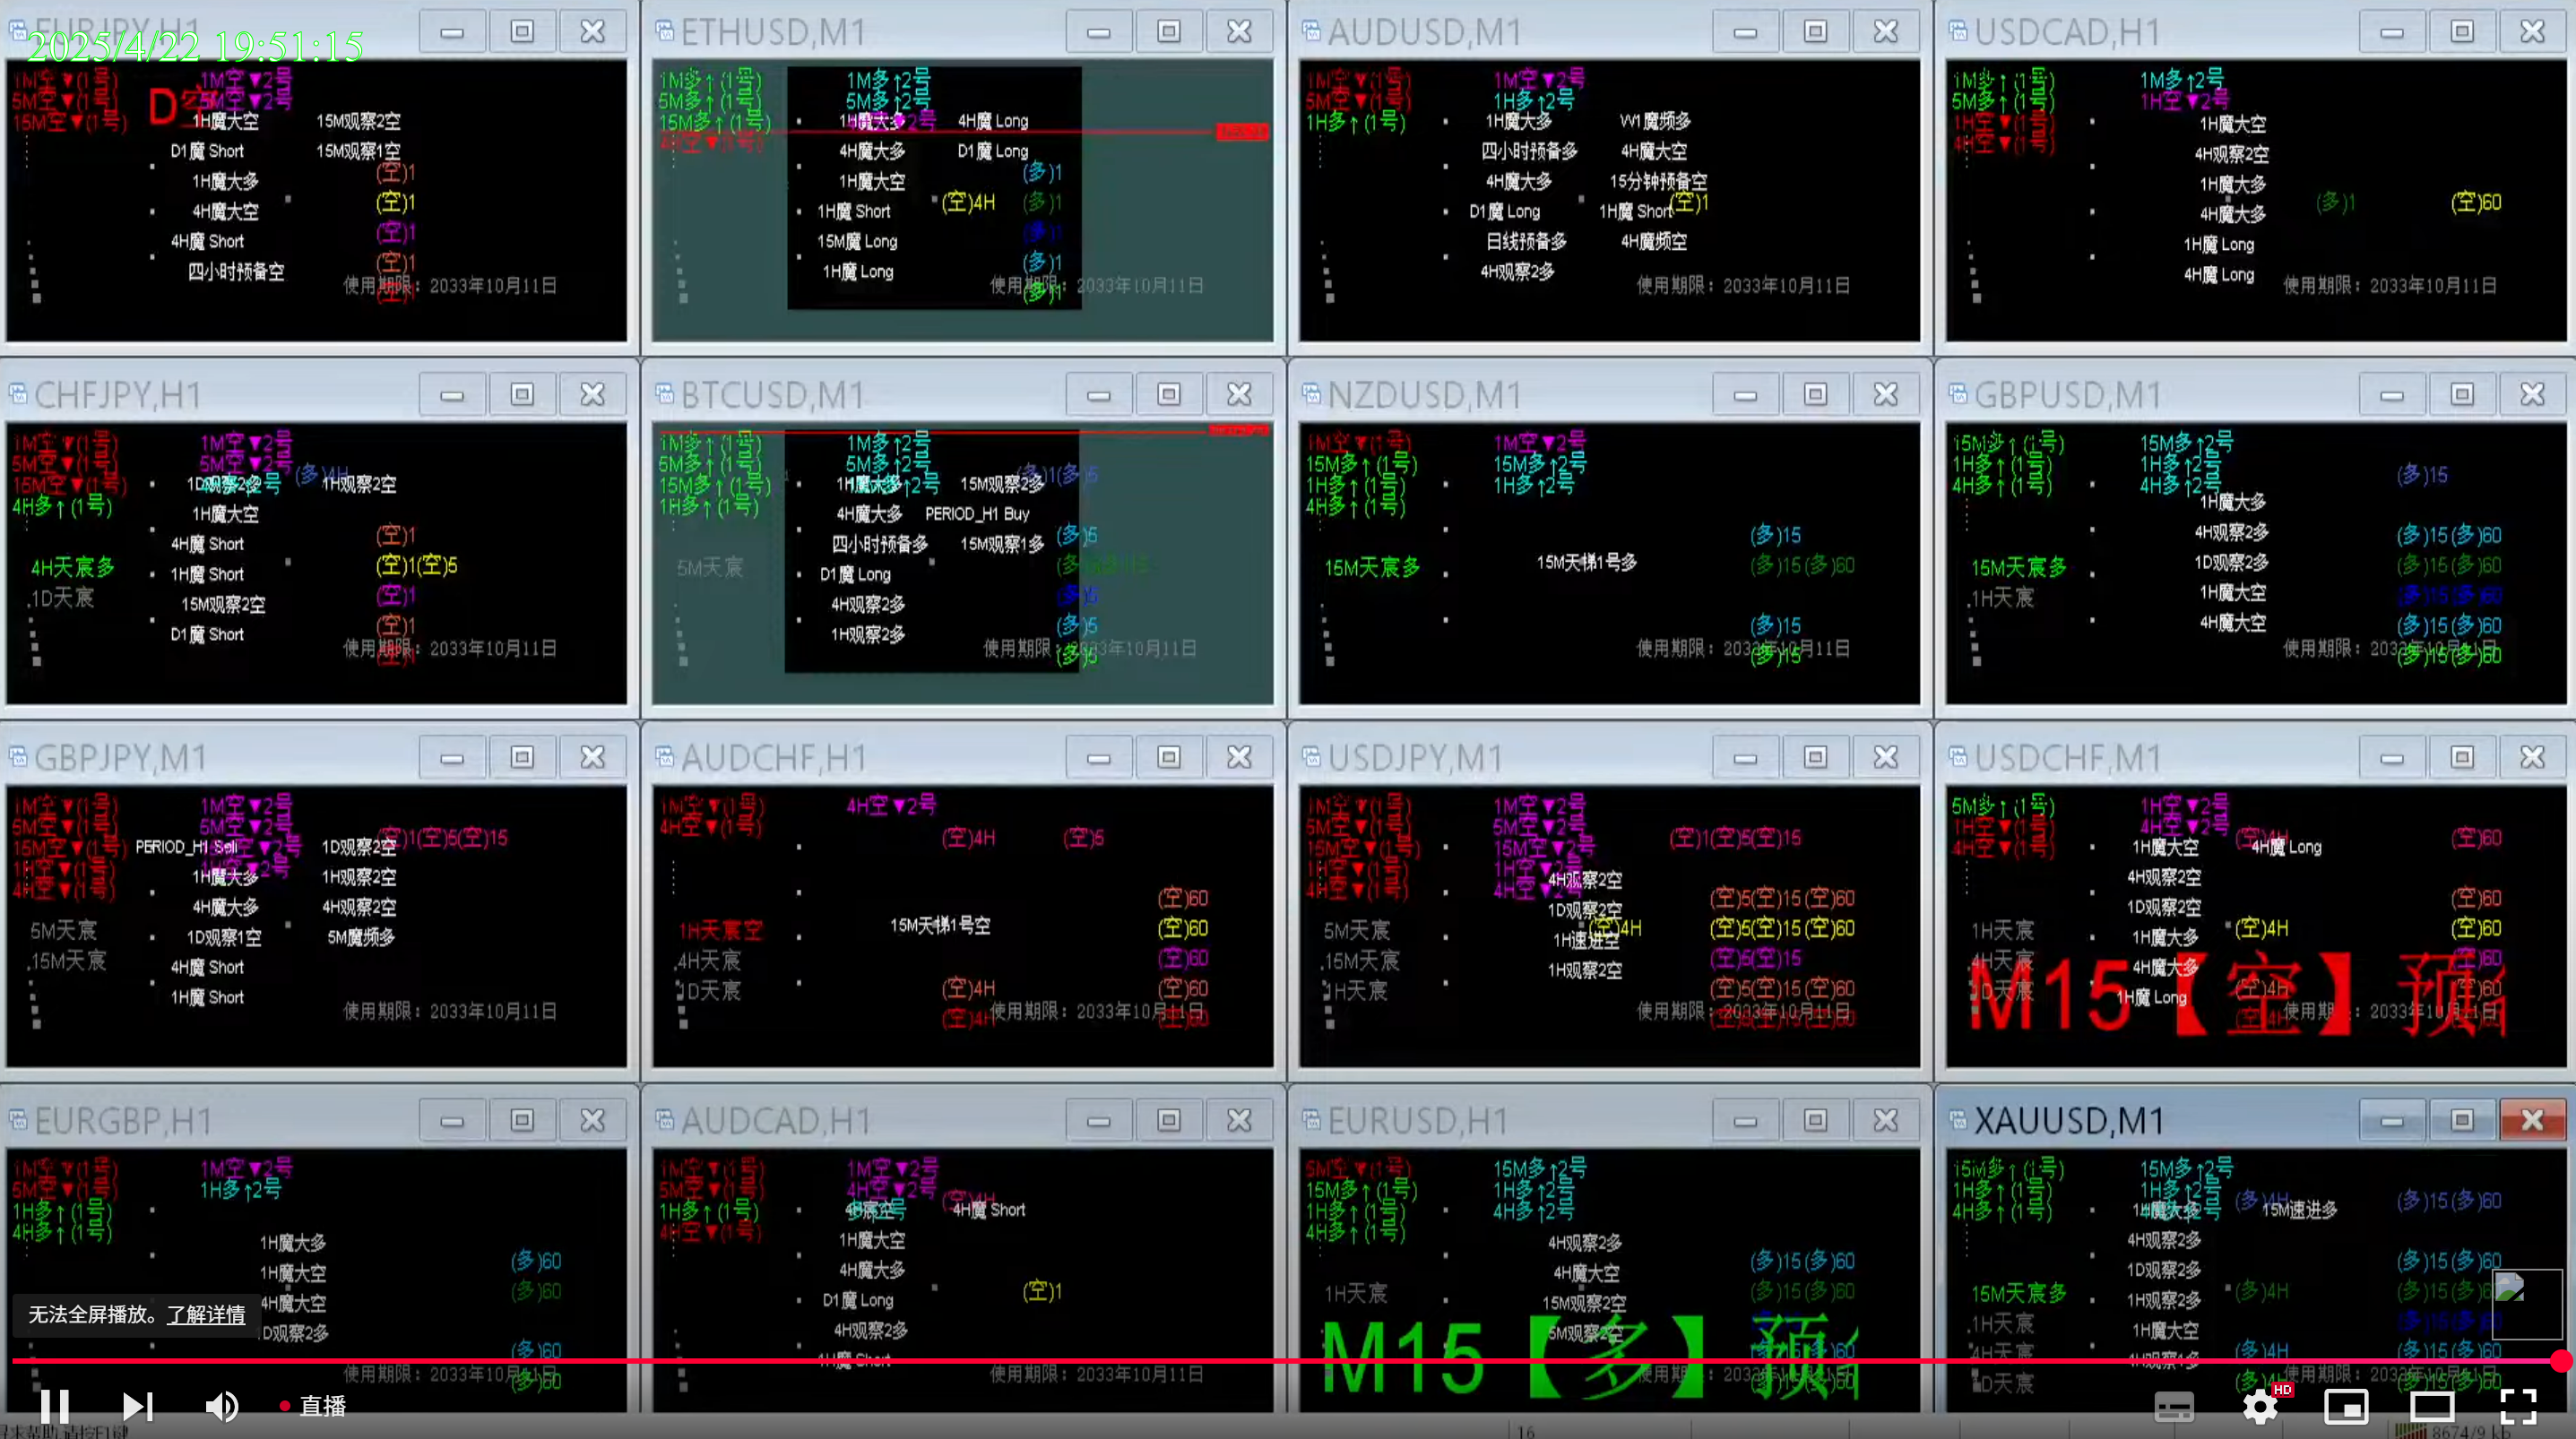 EURJPY,H1
2025/4/22 19:51:15
1M空▼(1号)
5M空▼(1号)
15M空▼(1号)
1M空▼2号
5M空▼2号
1H魔大空
15M观察2空
D1魔 Short
15M观察1空
1H魔大多
4H魔大空
4H魔 Short
四小时预备空
(空)1
(空)1
(空)1
(空)1
使用期限：2033年10月11日
ETHUSD,M1
1M多↑(1号)
5M多↑(1号)
15M多↑(1号)
4H空▼(1号)
1M多↑2号
5M多↑2号
4H魔 Long
4H魔大多
D1魔 Long
1H魔大空
1H魔 Short
15M魔 Long
1H魔 Long
(多)1
(空)4H
(多)1
(多)1
(多)1
(多)1
使用期限：2033年10月11日
AUDUSD,M1
1M空▼(1号)
5M空▼(1号)
1H多↑(1号)
1M空▼2号
1H多↑2号
1H魔大多
W1魔频多
四小时预备多
4H魔大空
4H魔大多
15分钟预备空
D1魔 Long
1H魔 Short
(空)1
日线预备多
4H魔频空
4H观察2多
使用期限：2033年10月11日
USDCAD,H1
1M多↑(1号)
5M多↑(1号)
1H空▼(1号)
4H空▼(1号)
1M多↑2号
1H空▼2号
1H魔大空
4H观察2空
1H魔大多
4H魔大多
1H魔 Long
4H魔 Long
(多)1
(空)60
使用期限：2033年10月11日
CHFJPY,H1
1M空▼(1号)
5M空▼(1号)
15M空▼(1号)
4H多↑(1号)
1M空▼2号
5M空▼2号
(多)4H
1D观察2多
1H观察2空
1H魔大空
4H魔 Short
1H魔 Short
15M观察2空
D1魔 Short
4H天宸多
1D天宸
(空)1
(空)1(空)5
(空)1
(空)1
使用期限：2033年10月11日
BTCUSD,M1
1M多↑(1号)
5M多↑(1号)
15M多↑(1号)
1H多↑(1号)
1M多↑2号
5M多↑2号
(多)1(多)5
1H魔大多
15M观察2多
4H魔大多
PERIOD_H1 Buy
四小时预备多
15M观察1多
D1魔 Long
4H观察2多
1H观察2多
5M天宸
(多)5
(多)5
(多)5
(多)5
使用期限：2033年10月11日
NZDUSD,M1
1M空▼(1号)
15M多↑(1号)
1H多↑(1号)
4H多↑(1号)
1M空▼2号
15M多↑2号
1H多↑2号
15M天宸多
15M天梯1号多
(多)15
(多)15(多)60
(多)15
(多)15
使用期限：2033年10月11日
GBPUSD,M1
15M多↑(1号)
1H多↑(1号)
4H多↑(1号)
15M多↑2号
1H多↑2号
4H多↑2号
1H魔大多
4H观察2多
1D观察2多
1H魔大空
4H魔大空
15M天宸多
1H天宸
(多)15
(多)15(多)60
(多)15(多)60
(多)15(多)60
(多)15(多)60
(多)15(多)60
使用期限：2033年10月11日
GBPJPY,M1
1M空▼(1号)
5M空▼(1号)
15M空▼(1号)
1H空▼(1号)
4H空▼(1号)
1M空▼2号
5M空▼2号
PERIOD_H1 Sell
1D观察2空
(空)1(空)5(空)15
1H魔大多
1H观察2空
4H魔大多
4H观察2空
1D观察1空
5M魔频多
4H魔 Short
1H魔 Short
5M天宸
15M天宸
使用期限：2033年10月11日
AUDCHF,H1
1M空▼(1号)
4H空▼(1号)
4H空▼2号
(空)4H
(空)5
15M天梯1号空
1H天宸空
4H天宸
1D天宸
(空)60
(空)60
(空)60
(空)4H
(空)60
(空)4H
(空)60
使用期限：2033年10月11日
USDJPY,M1
1M空▼(1号)
5M空▼(1号)
15M空▼(1号)
1H空▼(1号)
4H空▼(1号)
1M空▼2号
5M空▼2号
15M空▼2号
1H空▼2号
4H空▼2号
4H观察2空
1D观察2空
1H速进空
1H观察2空
(空)4H
(空)1(空)5(空)15
(空)5(空)15(空)60
(空)5(空)15(空)60
(空)5(空)15
(空)5(空)15(空)60
5M天宸
15M天宸
1H天宸
使用期限：2033年10月11日
USDCHF,M1
5M多↑(1号)
1H空▼(1号)
4H空▼(1号)
1H空▼2号
4H空▼2号
(空)4H
(空)60
1H魔大空
4H魔 Long
4H观察2空
1D观察2空
1H魔大多
4H魔大多
1H魔 Long
(空)4H
(空)60
(空)60
(空)60
(空)60
1H天宸
4H天宸
1D天宸
M15【空】预
使用期限：2033年10月11日
EURGBP,H1
1M空▼(1号)
5M空▼(1号)
1H多↑(1号)
4H多↑(1号)
1M空▼2号
1H多↑2号
1H魔大多
1H魔大空
4H魔大空
1D观察2多
(多)60
(多)60
(多)60
(多)60
使用期限：2033年10月11日
AUDCAD,H1
1M空▼(1号)
5M空▼(1号)
1H多↑(1号)
4H空▼(1号)
1M空▼2号
4H空▼2号
(空)4H
4H魔 Short
1H魔大空
4H魔大多
D1魔 Long
4H观察2多
1H魔 Short
(空)1
使用期限：2033年10月11日
EURUSD,H1
5M空▼(1号)
15M多↑(1号)
1H多↑(1号)
4H多↑(1号)
15M多↑2号
1H多↑2号
4H多↑2号
4H观察2多
4H魔大空
15M观察2空
5M观察2空
1H天宸
(多)15(多)60
(多)15(多)60
M15【多】预
XAUUSD,M1
15M多↑(1号)
1H多↑(1号)
4H多↑(1号)
15M多↑2号
1H多↑2号
(多)4H
(多)15(多)60
1H魔大多
15M速进多
4H观察2多
1D观察2多
1H观察2多
1H魔大空
4H观察1多
15M天宸多
1H天宸
4H天宸
1D天宸
(多)15(多)60
(多)4H
(多)4H
(多)15(多)60
使用期限：2033年10月11日
无法全屏播放。了解详情
直播
HD
16
8674/9 kb